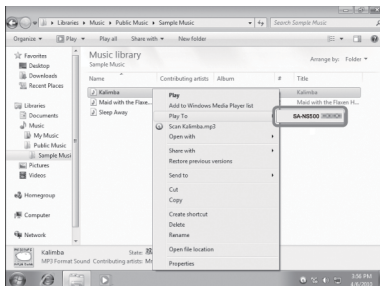 Libraries ▸ Music ▸ Public Music ▸ Sample Music
Search Sample Music
Organize Play Play all Share with New folder
Favorites
Desktop
Downloads
Recent Places
Libraries
Documents
Music
My Music
Public Music
Sample Musi
Pictures
Videos
Homegroup
Computer
Network
Music library
Sample Music
Arrange by: Folder
Name Contributing artists Album # Title
Kalimba
Maid with the Flaxe...
Sleep Away
Kalimba
Maid with the Flaxen H...
Play
Add to Windows Media Player list
Play To
Scan Kalimba.mp3
Open with
Share with
Restore previous versions
Send to
Cut
Copy
Create shortcut
Delete
Rename
Open file location
Properties
SA-NS500
Kalimba State:
MP3 Format Sound Contributing artists: Mr
3:56 PM